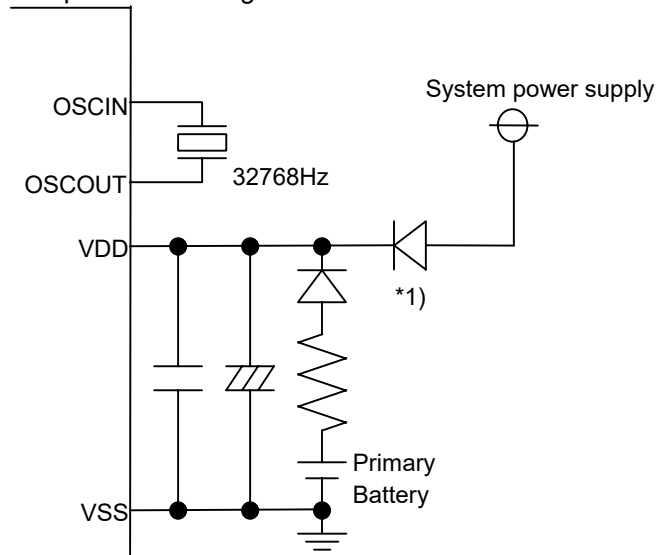 System power supply
OSCIN
OSCOUT
32768Hz
VDD
*1)
Primary
Battery
VSS